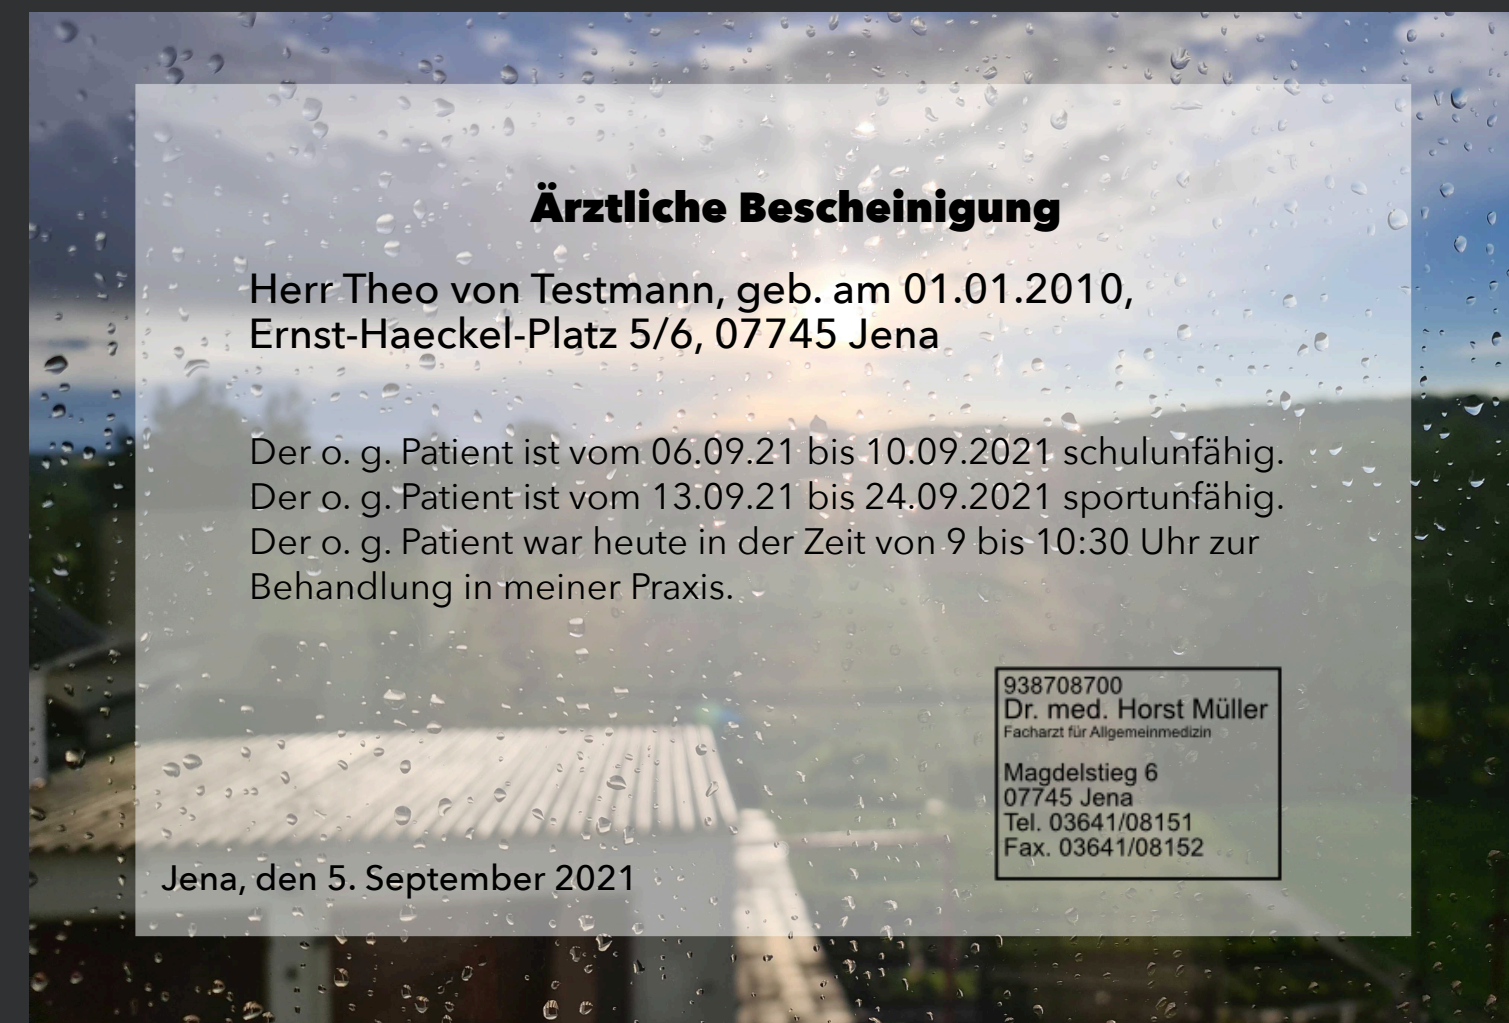 Ärztliche Bescheinigung
Herr Theo von Testmann, geb. am 01.01.2010,
Ernst-Haeckel-Platz 5/6, 07745 Jena
Der o. g. Patient ist vom 06.09.21 bis 10.09.2021 schulunfähig.
Der o. g. Patient ist vom 13.09.21 bis 24.09.2021 sportunfähig.
Der o. g. Patient war heute in der Zeit von 9 bis 10:30 Uhr zur
Behandlung in meiner Praxis.
938708700
Dr. med. Horst Müller
Facharzt für Allgemeinmedizin
Magdelstieg 6
07745 Jena
Tel. 03641/08151
Fax. 03641/08152
Jena, den 5. September 2021